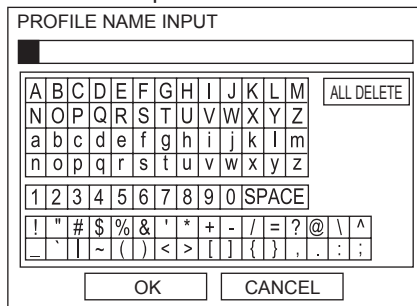 PROFILE NAME INPUT
A B C D E F G H I J K L M ALL DELETE
N O P Q R S T U V W X Y Z
a b c d e f g h i j k l m
n o p q r s t u v w x y z
1 2 3 4 5 6 7 8 9 0 SPACE
! " # $ % & ' * + - / = ? @ \ ^
_ ` | ~ ( ) < > [ ] { } , . : ;
OK CANCEL